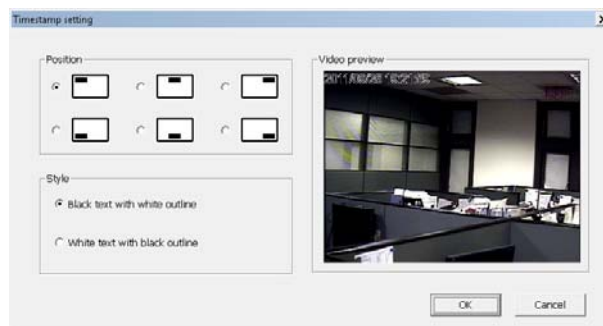 Timestamp setting
Position
Style
Black text with white outline
White text with black outline
Video preview
OK
Cancel